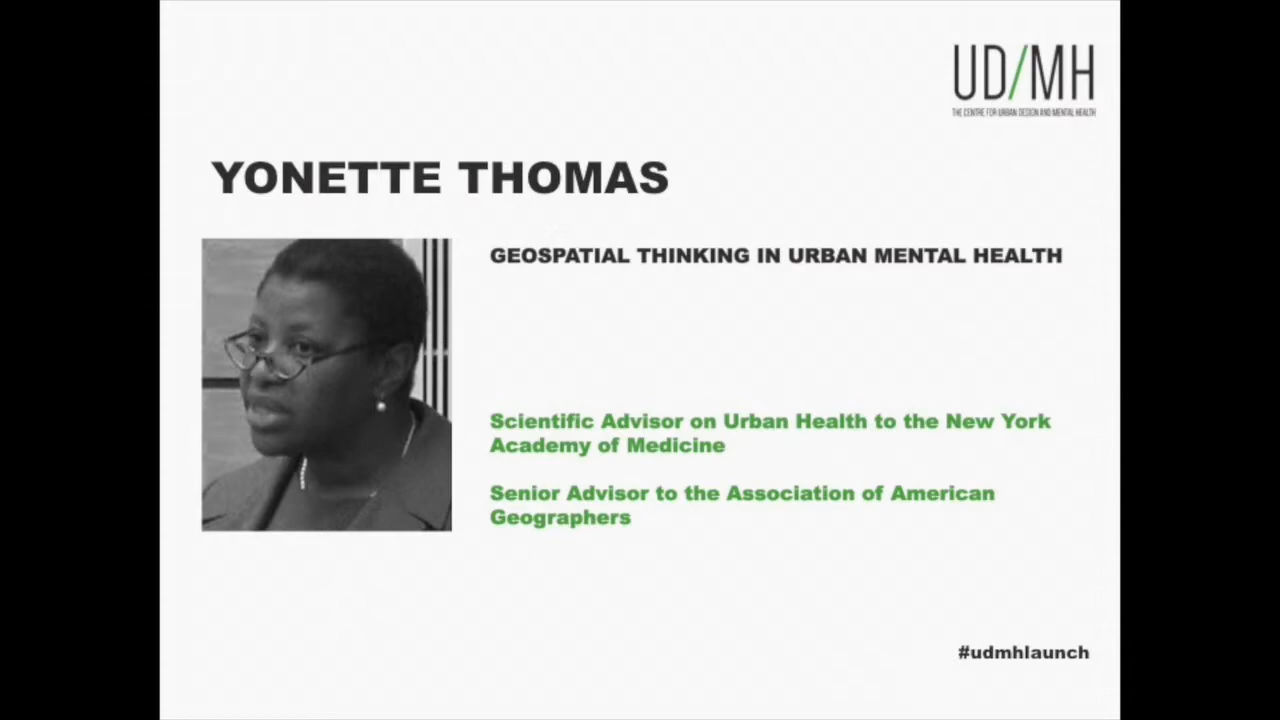 UD/MH
THE CENTRE FOR URBAN DESIGN AND MENTAL HEALTH
YONETTE THOMAS
GEOSPATIAL THINKING IN URBAN MENTAL HEALTH
Scientific Advisor on Urban Health to the New York
Academy of Medicine
Senior Advisor to the Association of American
Geographers
#udmhlaunch